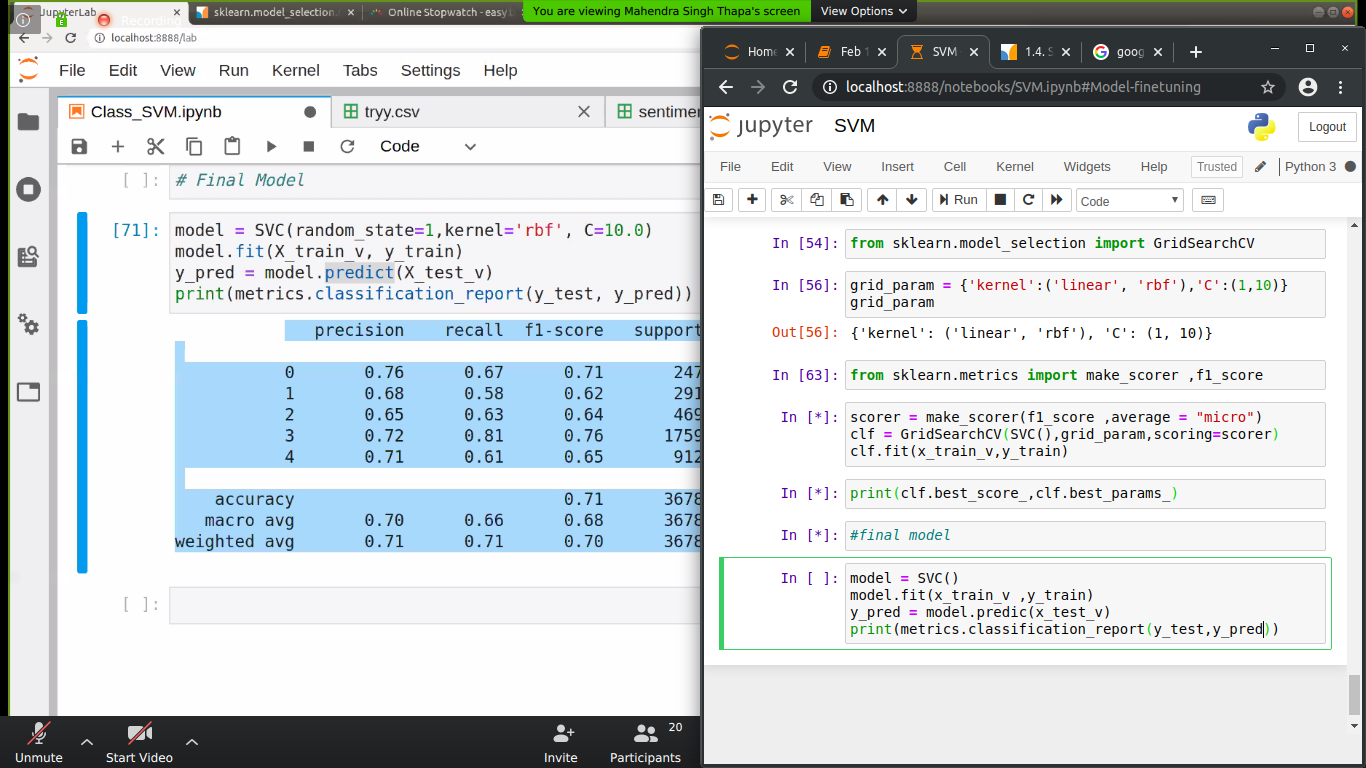 JupyterLab
Recording
sklearn.model_selection.
Online Stopwatch - easy
You are viewing Mahendra Singh Thapa's screen
View Options
localhost:8888/lab
File Edit View Run Kernel Tabs Settings Help
Class_SVM.ipynb
tryy.csv
Code
[ ]:
# Final Model
[71]:
model = SVC(random_state=1,kernel='rbf', C=10.0)
model.fit(X_train_v, y_train)
y_pred = model.predict(X_test_v)
print(metrics.classification_report(y_test, y_pred))
precision recall f1-score support
0 0.76 0.67 0.71 247
1 0.68 0.58 0.62 291
2 0.65 0.63 0.64 469
3 0.72 0.81 0.76 1759
4 0.71 0.61 0.65 912
accuracy 0.71 3678
macro avg 0.70 0.66 0.68 3678
weighted avg 0.71 0.71 0.70 3678
[ ]:
Unmute
Start Video
Invite
20
Participants
Home
Feb
SVM
1.4. S
goog
localhost:8888/notebooks/SVM.ipynb#Model-finetuning
jupyter SVM
Logout
File Edit View Insert Cell Kernel Widgets Help Trusted Python 3
Run
Code
In [54]: from sklearn.model_selection import GridSearchCV
In [56]: grid_param = {'kernel':('linear', 'rbf'),'C':(1,10)}
grid_param
Out[56]: {'kernel': ('linear', 'rbf'), 'C': (1, 10)}
In [63]: from sklearn.metrics import make_scorer ,f1_score
In [*]: scorer = make_scorer(f1_score ,average = "micro")
clf = GridSearchCV(SVC(),grid_param,scoring=scorer)
clf.fit(x_train_v,y_train)
In [*]: print(clf.best_score_,clf.best_params_)
In [*]: #final model
In [ ]: model = SVC()
model.fit(x_train_v ,y_train)
y_pred = model.predic(x_test_v)
print(metrics.classification_report(y_test,y_pred))